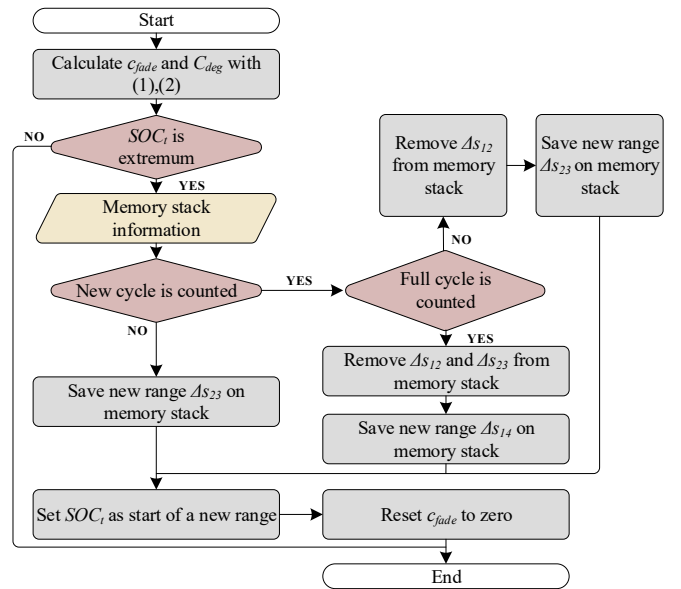 Start
Calculate c_fade and C_deg with
(1),(2)
NO
SOC_t is
extremum
YES
Memory stack
information
New cycle is counted
YES
NO
Full cycle is
counted
NO
Remove Δs_12
from memory
stack
Save new range
Δs_23 on memory
stack
YES
Remove Δs_12 and Δs_23 from
memory stack
Save new range Δs_23 on
memory stack
Save new range Δs_14 on
memory stack
Set SOC_t as start of a new range
Reset c_fade to zero
End